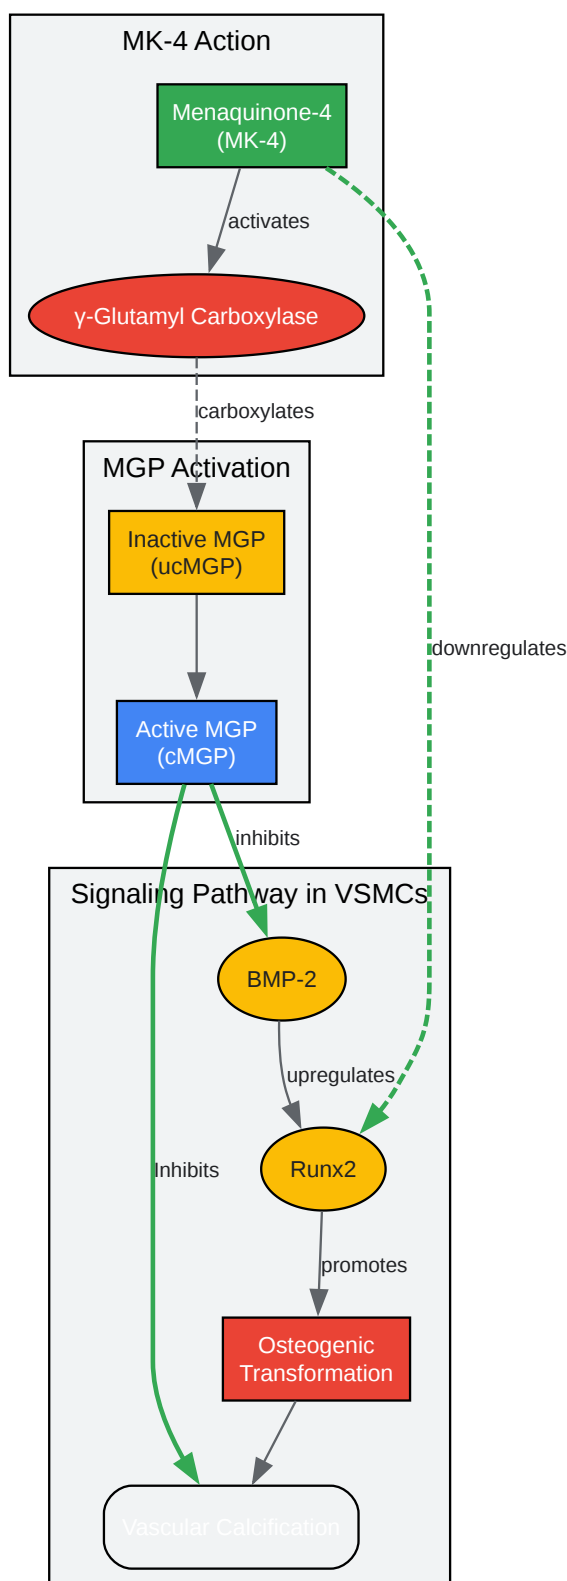 MK-4 Action
Menaquinone-4
(MK-4)
activates
γ-Glutamyl Carboxylase
carboxylates
MGP Activation
Inactive MGP
(ucMGP)
downregulates
Active MGP
(cMGP)
inhibits
Signaling Pathway in VSMCs
BMP-2
upregulates
Runx2
Inhibits
promotes
Osteogenic
Transformation
Vascular Calcification